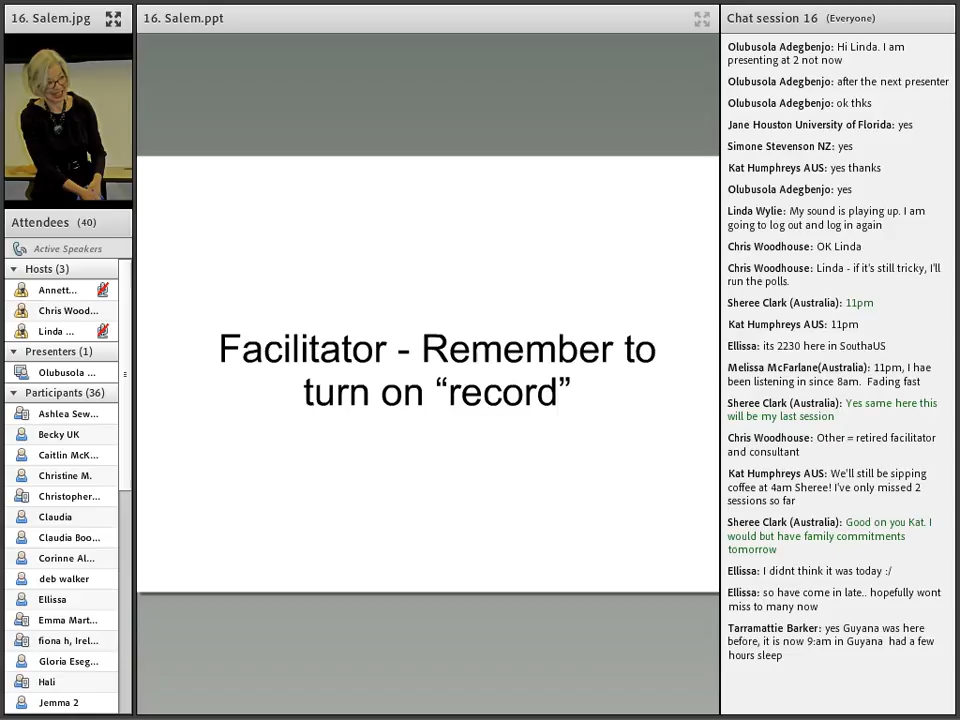 16. Salem.jpg
Attendees (40)
Active Speakers
Hosts (3)
Annett...
Chris Wood...
Linda ...
Presenters (1)
Olubusola ...
Participants (36)
Ashlea Sew...
Becky UK
Caitlin McK...
Christine M.
Christopher...
Claudia
Claudia Boo...
Corinne Al...
deb walker
Ellissa
Emma Mart...
fiona h, Irel...
Gloria Eseg...
Hali
Jemma 2
16. Salem.ppt
Facilitator - Remember to
turn on “record”
Chat session 16 (Everyone)
Olubusola Adegbenjo: Hi Linda. I am
presenting at 2 not now
Olubusola Adegbenjo: after the next presenter
Olubusola Adegbenjo: ok thks
Jane Houston University of Florida: yes
Simone Stevenson NZ: yes
Kat Humphreys AUS: yes thanks
Olubusola Adegbenjo: yes
Linda Wylie: My sound is playing up. I am
going to log out and log in again
Chris Woodhouse: OK Linda
Chris Woodhouse: Linda - if it's still tricky, I'll
run the polls.
Sheree Clark (Australia): 11pm
Kat Humphreys AUS: 11pm
Ellissa: its 2230 here in SouthaUS
Melissa McFarlane(Australia): 11pm, I hae
been listening in since 8am. Fading fast
Sheree Clark (Australia): Yes same here this
will be my last session
Chris Woodhouse: Other = retired facilitator
and consultant
Kat Humphreys AUS: We'll still be sipping
coffee at 4am Sheree! I've only missed 2
sessions so far
Sheree Clark (Australia): Good on you Kat. I
would but have family commitments
tomorrow
Ellissa: I didnt think it was today :/
Ellissa: so have come in late.. hopefully wont
miss to many now
Tarramattie Barker: yes Guyana was here
before, it is now 9:am in Guyana had a few
hours sleep